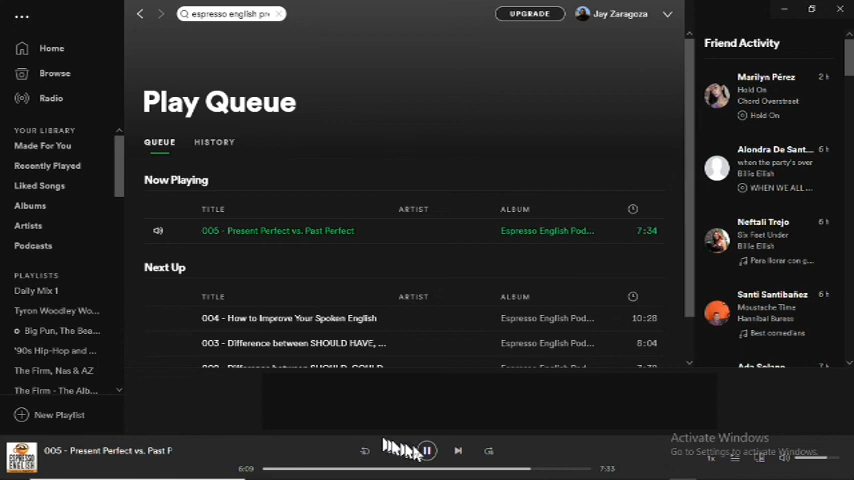 espresso english pr
UPGRADE
Jay Zaragoza
Home
Browse
Radio
YOUR LIBRARY
Made For You
Recently Played
Liked Songs
Albums
Artists
Podcasts
PLAYLISTS
Daily Mix 1
Tyron Woodley Wo...
Big Pun, The Bea...
'90s Hip-Hop and ...
The Firm, Nas & AZ
The Firm - The Alb...
New Playlist
Play Queue
QUEUE HISTORY
Now Playing
TITLE ARTIST ALBUM
005 - Present Perfect vs. Past Perfect Espresso English Pod... 7:34
Next Up
TITLE ARTIST ALBUM
004 - How to Improve Your Spoken English Espresso English Pod... 10:28
003 - Difference between SHOULD HAVE, ... Espresso English Pod... 8:04
Friend Activity
Marilyn Pérez 2 h
Hold On
Chord Overstreet
Hold On
Alondra De Sant... 6 h
when the party's over
Billie Eilish
WHEN WE ALL ...
Neftali Trejo 6 h
Six Feet Under
Billie Eilish
Para llorar con g...
Santi Santibañez 6 h
Moustache Time
Hannibal Buress
Best comedians
Ada Solano
005 - Present Perfect vs. Past P
6:09 7:33
Activate Windows
Go to Settings to activate Windows.
1x